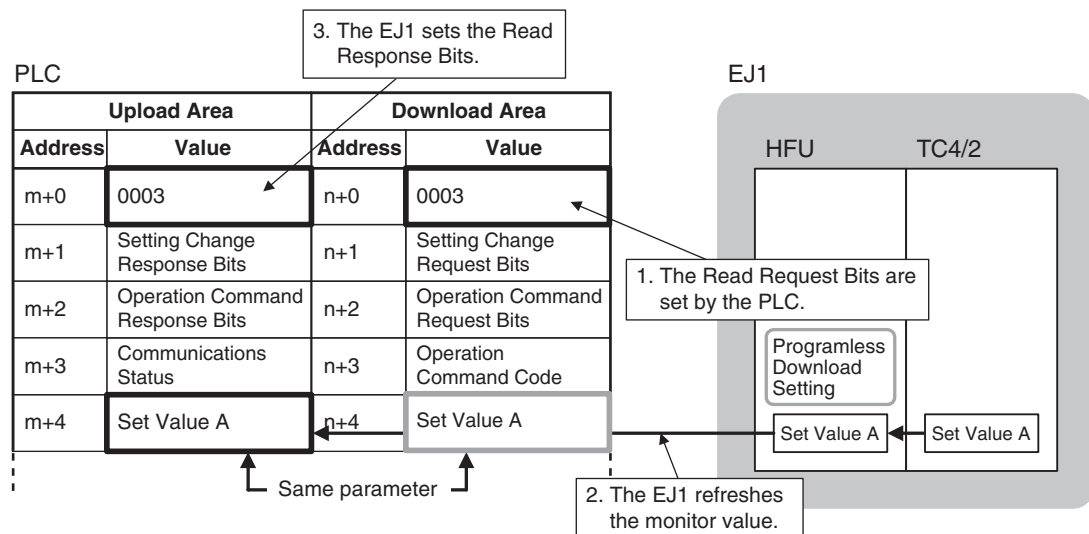 3. The EJ1 sets the Read
Response Bits.
PLC
EJ1
Upload Area
Download Area
Address
Value
Address
Value
HFU
TC4/2
m+0
0003
n+0
0003
m+1
Setting Change
Response Bits
n+1
Setting Change
Request Bits
1. The Read Request Bits are
set by the PLC.
m+2
Operation Command
Response Bits
n+2
Operation Command
Request Bits
m+3
Communications
Status
n+3
Operation
Command Code
Programless
Download
Setting
m+4
Set Value A
n+4
Set Value A
Set Value A
Set Value A
Same parameter
2. The EJ1 refreshes
the monitor value.